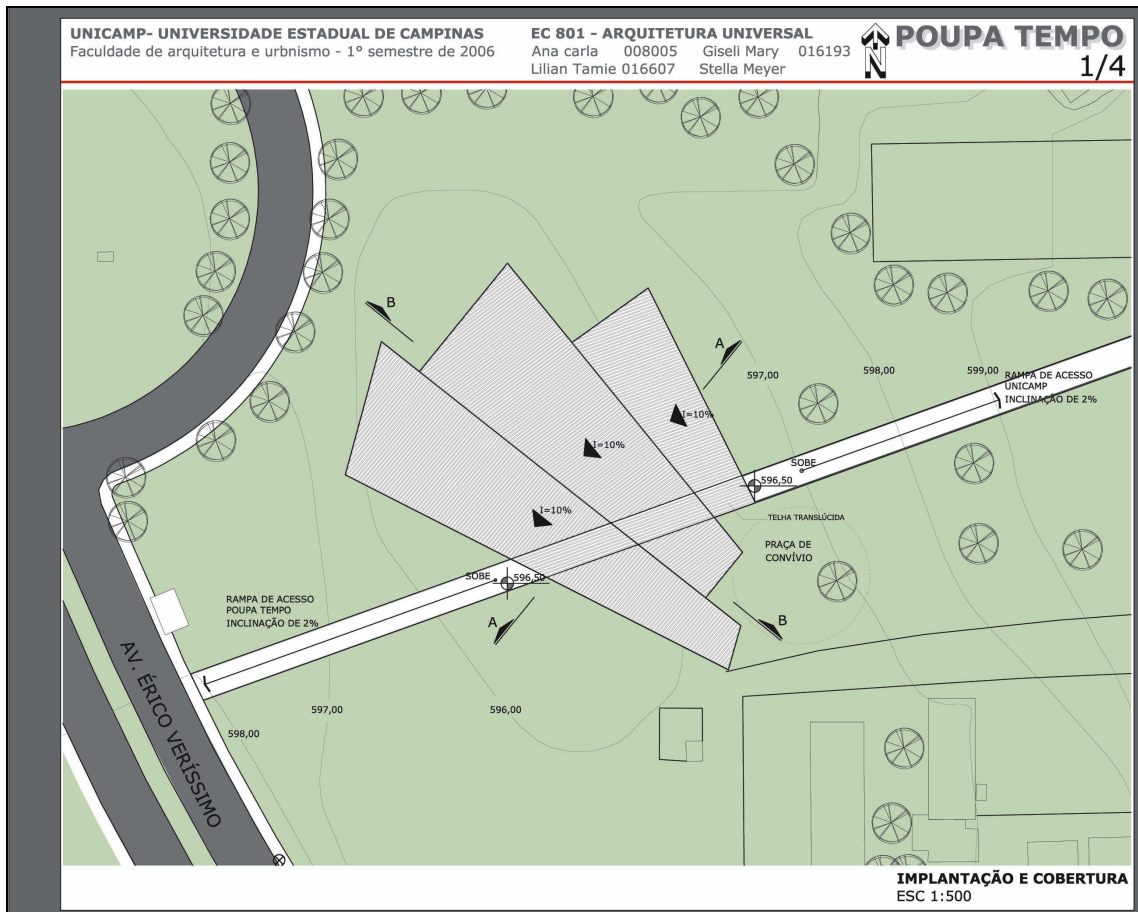 UNICAMP- UNIVERSIDADE ESTADUAL DE CAMPINAS
Faculdade de arquitetura e urbnismo - 1° semestre de 2006
EC 801 - ARQUITETURA UNIVERSAL
Ana carla 008005 Giseli Mary 016193
Lilian Tamie 016607 Stella Meyer
N
POUPA TEMPO
1/4
B
A
597,00
598,00
599,00
RAMPA DE ACESSO
UNICAMP
INCLINAÇÃO DE 2%
I=10%
I=10%
SOBE
596,50
I=10%
TELHA TRANSLÚCIDA
PRAÇA DE
CONVÍVIO
SOBE
596,50
RAMPA DE ACESSO
POUPA TEMPO
INCLINAÇÃO DE 2%
A
B
AV. ÉRICO VERÍSSIMO
597,00
596,00
598,00
IMPLANTAÇÃO E COBERTURA
ESC 1:500